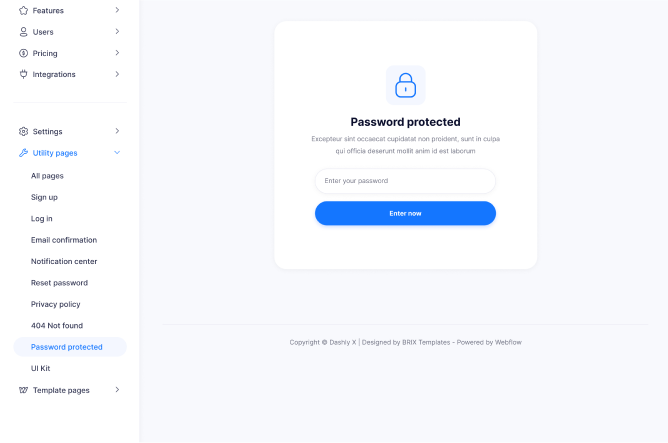 Features
Users
Pricing
Integrations
Settings
Utility pages
All pages
Sign up
Log in
Email confirmation
Notification center
Reset password
Privacy policy
404 Not found
Password protected
UI Kit
Template pages
Password protected
Excepteur sint occaecat cupidatat non proident, sunt in culpa
qui officia deserunt mollit anim id est laborum
Enter your password
Enter now
Copyright © Dashly X | Designed by BRIX Templates - Powered by Webflow